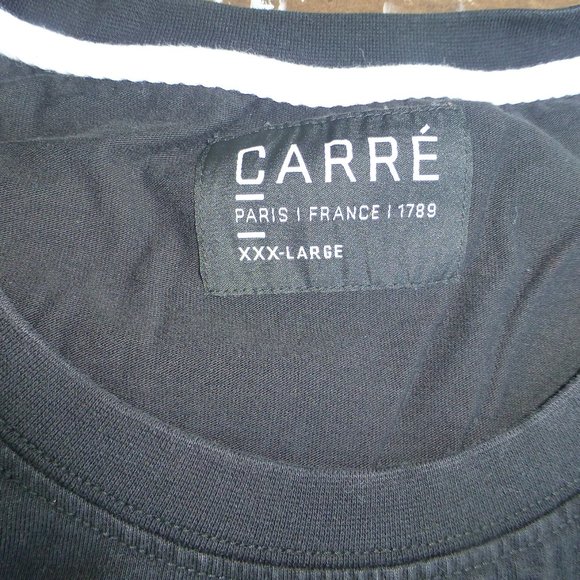 CARRÉ
PARIS | FRANCE | 1789
XXX-LARGE